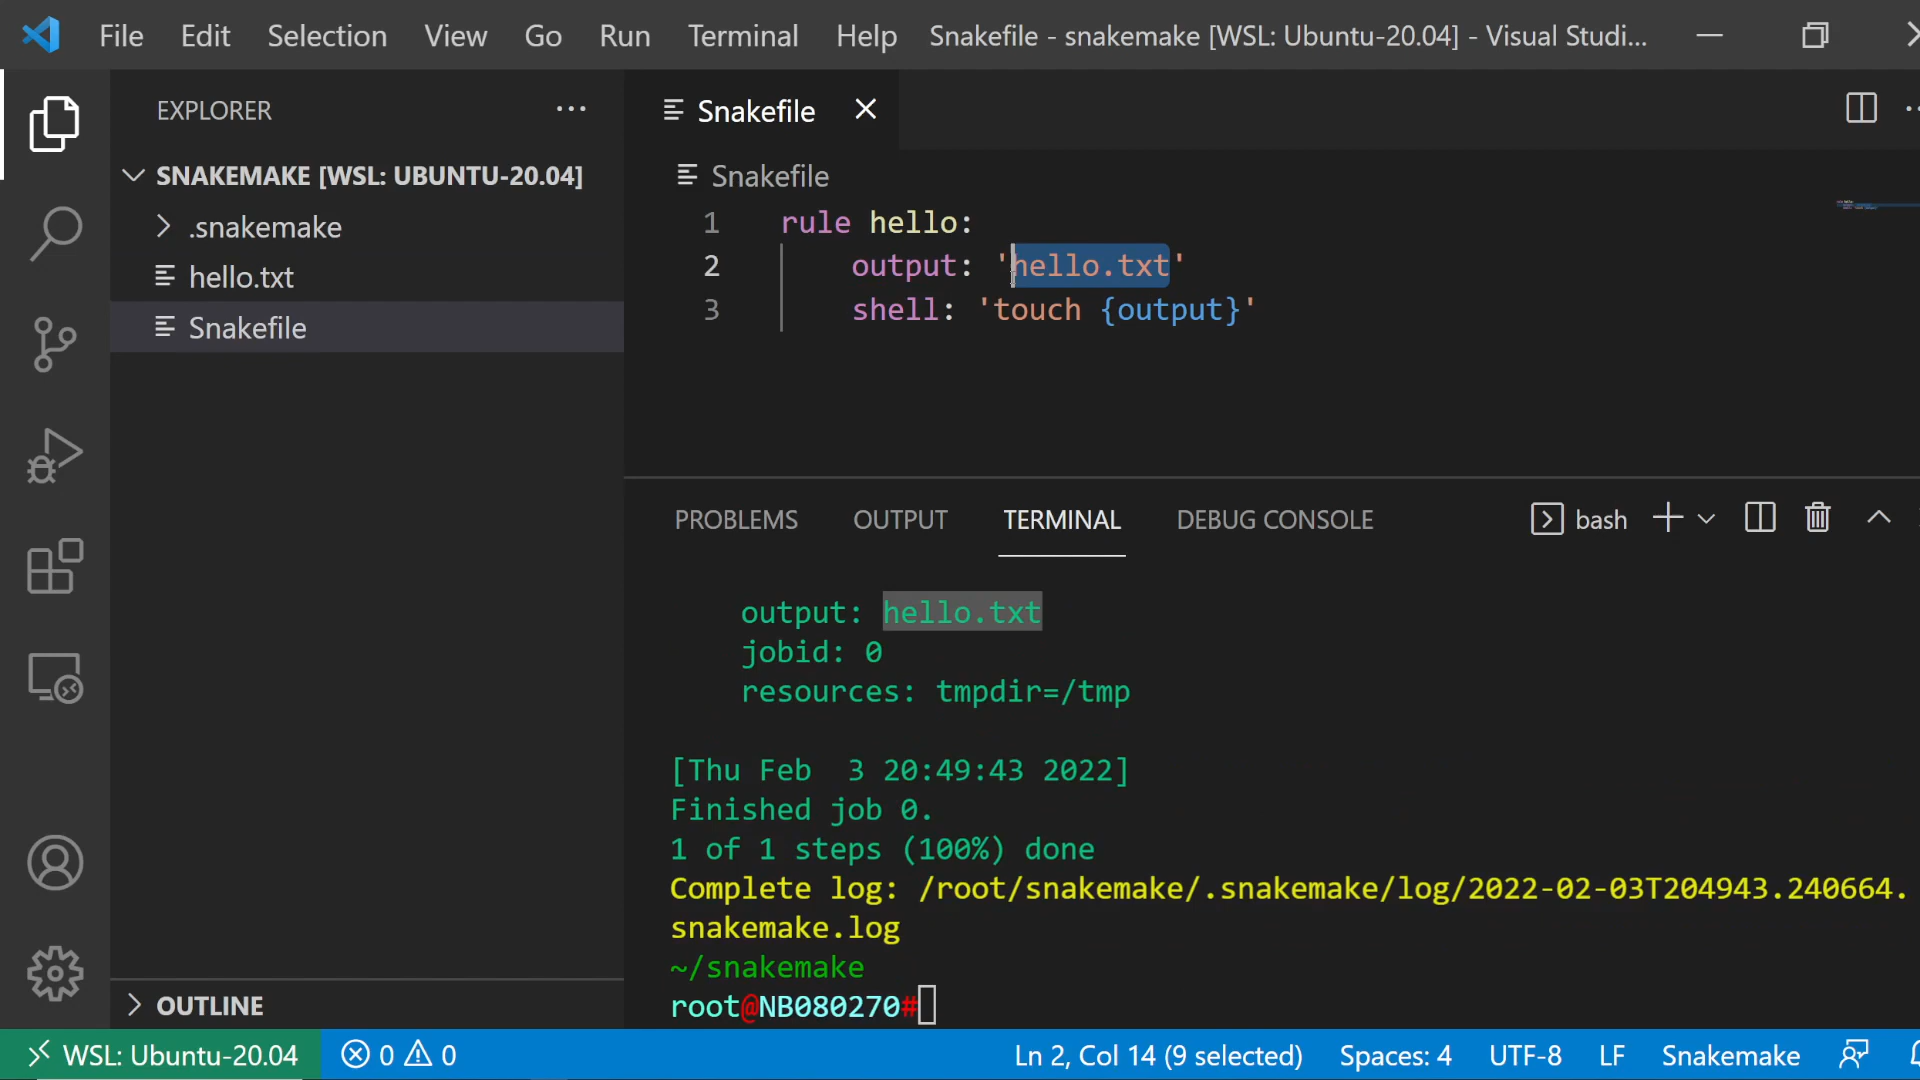 File Edit Selection View Go Run Terminal Help Snakefile - snakemake [WSL: Ubuntu-20.04] - Visual Studi...
EXPLORER
SNAKEMAKE [WSL: UBUNTU-20.04]
.snakemake
hello.txt
Snakefile
OUTLINE
Snakefile
Snakefile
1 rule hello:
2 output: 'hello.txt'
3 shell: 'touch {output}'
PROBLEMS OUTPUT TERMINAL DEBUG CONSOLE bash
output: hello.txt
jobid: 0
resources: tmpdir=/tmp
[Thu Feb  3 20:49:43 2022]
Finished job 0.
1 of 1 steps (100%) done
Complete log: /root/snakemake/.snakemake/log/2022-02-03T204943.240664.
snakemake.log
~/snakemake
root@NB080270#
WSL: Ubuntu-20.04 0 0 Ln 2, Col 14 (9 selected) Spaces: 4 UTF-8 LF Snakemake